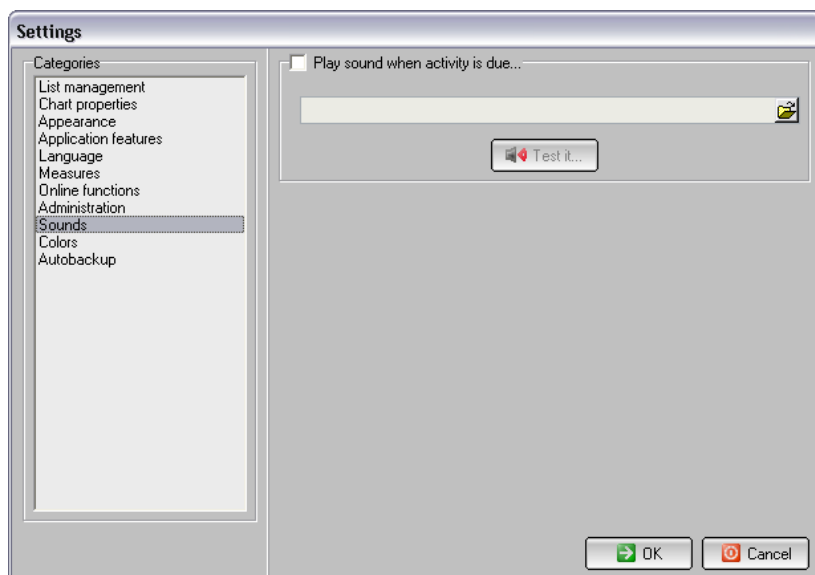 Settings
Categories
List management
Chart properties
Appearance
Application features
Language
Measures
Online functions
Administration
Sounds
Colors
Autobackup
Play sound when activity is due...
Test it...
OK
Cancel